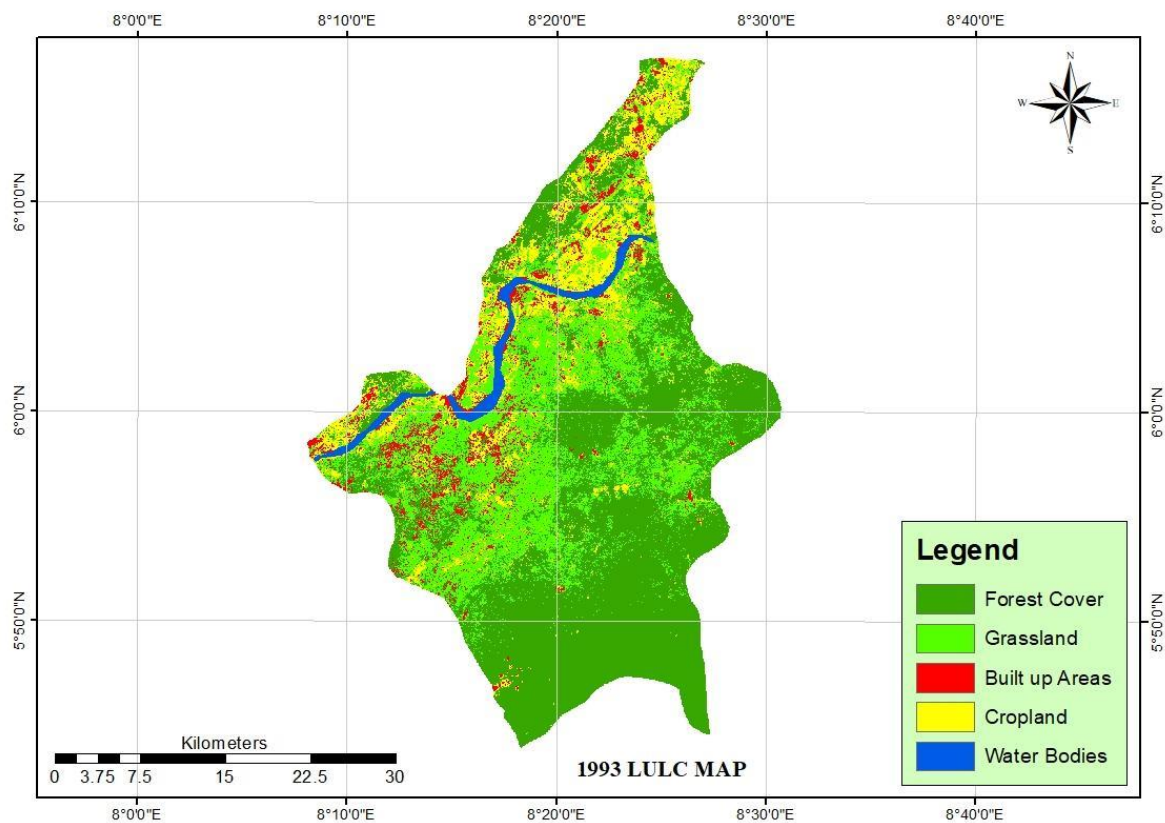 8°0'0"E 8°10'0"E 8°20'0"E 8°30'0"E 8°40'0"E
N
W E
S
6°10'0"N 6°10'0"N
6°0'0"N 6°0'0"N
5°50'0"N 5°50'0"N
Legend
Forest Cover
Grassland
Built up Areas
Cropland
Water Bodies
Kilometers
0 3.75 7.5 15 22.5 30
1993 LULC MAP
8°0'0"E 8°10'0"E 8°20'0"E 8°30'0"E 8°40'0"E